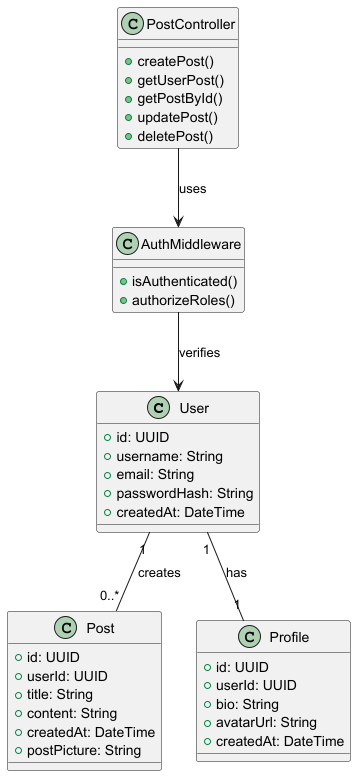 C PostController
createPost()
getUserPost()
getPostById()
updatePost()
deletePost()
uses
C AuthMiddleware
isAuthenticated()
authorizeRoles()
verifies
C User
id: UUID
username: String
email: String
passwordHash: String
createdAt: DateTime
1 1
creates has
0..* 1
C Post
id: UUID
userId: UUID
title: String
content: String
createdAt: DateTime
postPicture: String
C Profile
id: UUID
userId: UUID
bio: String
avatarUrl: String
createdAt: DateTime